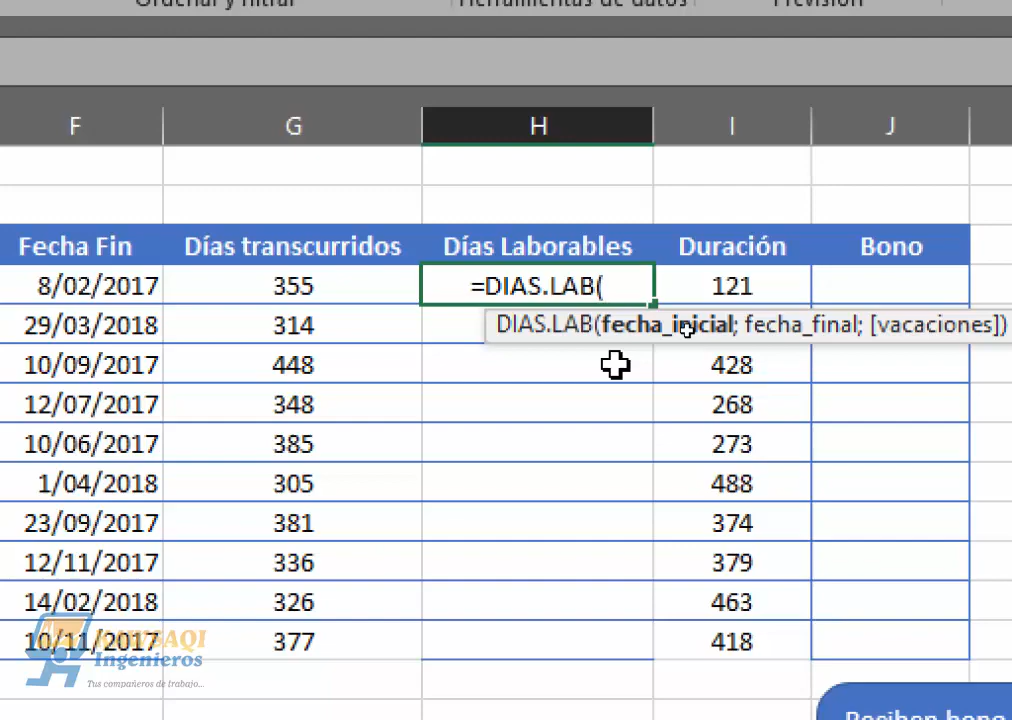 Ordenar y filtrar Herramientas de datos Previsión
F G H I J
Fecha Fin Días transcurridos Días Laborables Duración Bono
8/02/2017 355 =DIAS.LAB( 121
29/03/2018 314 DIAS.LAB(fecha_inicial; fecha_final; [vacaciones])
10/09/2017 448 428
12/07/2017 348 268
10/06/2017 385 273
1/04/2018 305 488
23/09/2017 381 374
12/11/2017 336 379
14/02/2018 326 463
10/11/2017 377 418
KAWSAQI
Ingenieros
Tus compañeros de trabajo...
Reciben bono